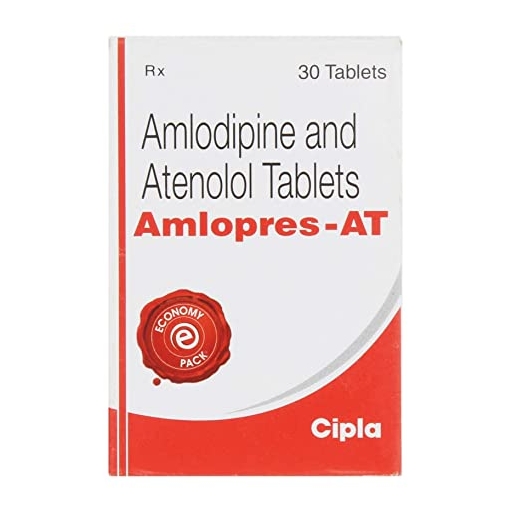 Rx
30 Tablets
Amlodipine and
Atenolol Tablets
Amlopres-AT
ECONOMY
e
PACK
Cipla